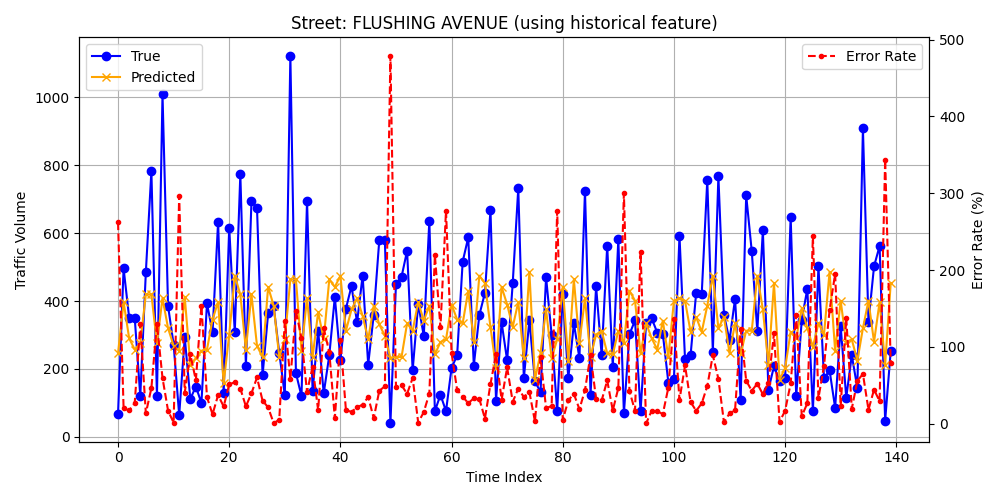 Street: FLUSHING AVENUE (using historical feature)
True
Predicted
Error Rate
Traffic Volume
0
200
400
600
800
1000
Error Rate (%)
0
100
200
300
400
500
0
20
40
60
80
100
120
140
Time Index